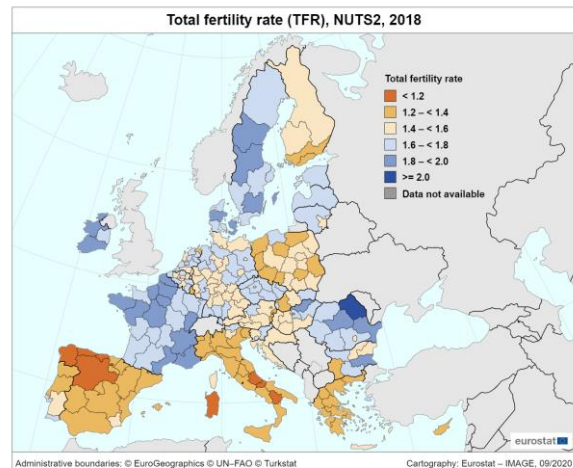 Total fertility rate (TFR), NUTS2, 2018
Total fertility rate
< 1.2
1.2 – < 1.4
1.4 – < 1.6
1.6 – < 1.8
1.8 – < 2.0
>= 2.0
Data not available
eurostat
Administrative boundaries: © EuroGeographics © UN–FAO © Turkstat
Cartography: Eurostat – IMAGE, 09/2020